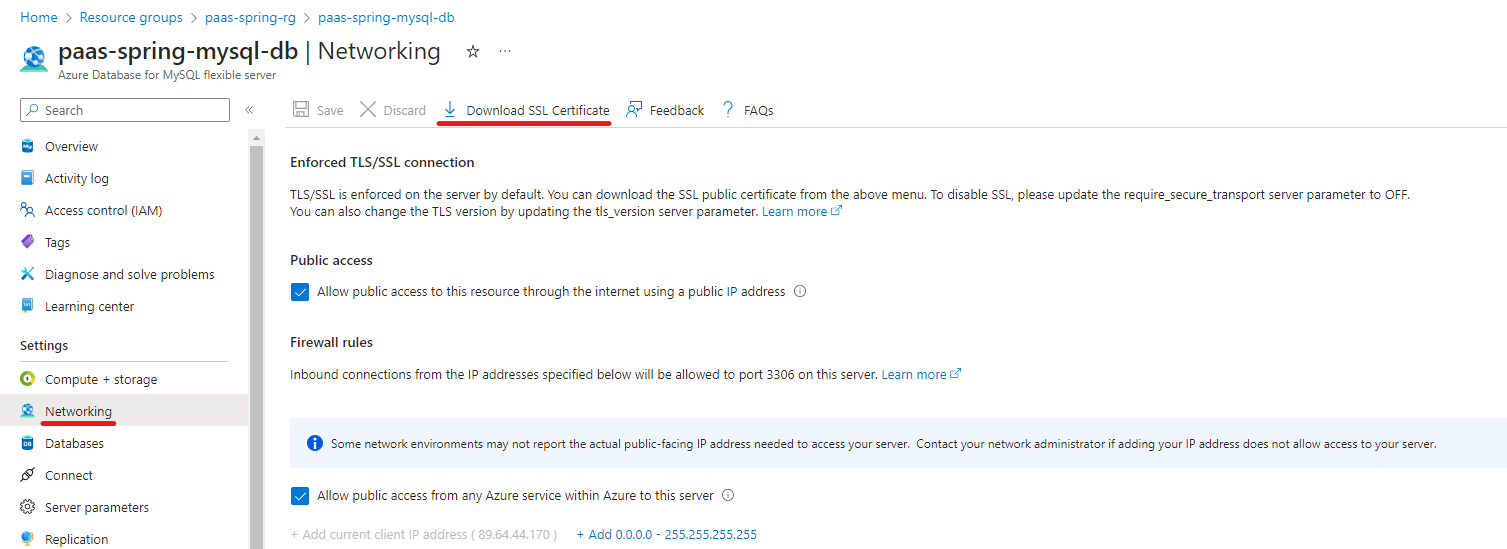 Home > Resource groups > paas-spring-rg > paas-spring-mysql-db
paas-spring-mysql-db | Networking
Azure Database for MySQL flexible server
Search
Overview
Activity log
Access control (IAM)
Tags
Diagnose and solve problems
Learning center
Settings
Compute + storage
Networking
Databases
Connect
Server parameters
Replication
Save Discard Download SSL Certificate Feedback FAQs
Enforced TLS/SSL connection
TLS/SSL is enforced on the server by default. You can download the SSL public certificate from the above menu. To disable SSL, please update the require_secure_transport server parameter to OFF.
You can also change the TLS version by updating the tls_version server parameter. Learn more
Public access
Allow public access to this resource through the internet using a public IP address
Firewall rules
Inbound connections from the IP addresses specified below will be allowed to port 3306 on this server. Learn more
Some network environments may not report the actual public-facing IP address needed to access your server. Contact your network administrator if adding your IP address does not allow access to your server.
Allow public access from any Azure service within Azure to this server
+ Add current client IP address ( 89.64.44.170 ) + Add 0.0.0.0 - 255.255.255.255